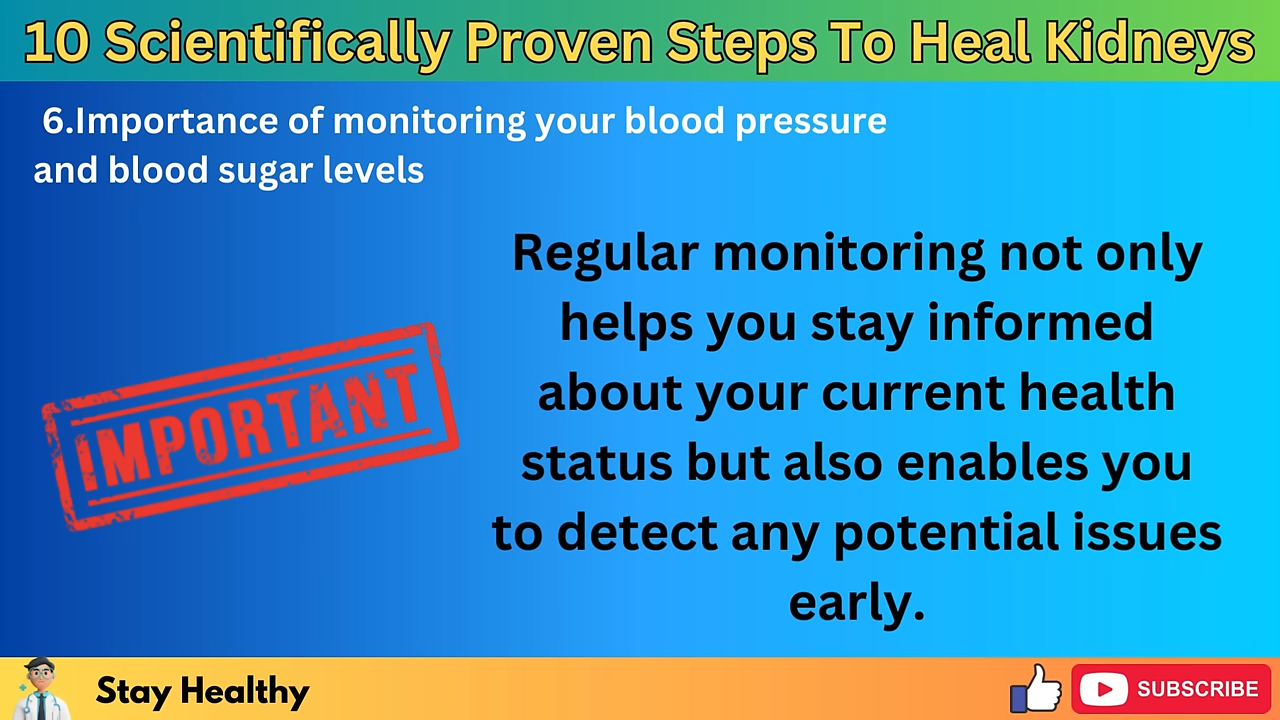 10 Scientifically Proven Steps To Heal Kidneys
6.Importance of monitoring your blood pressure
and blood sugar levels
Regular monitoring not only
helps you stay informed
about your current health
status but also enables you
to detect any potential issues
early.
IMPORTANT
Stay Healthy
SUBSCRIBE